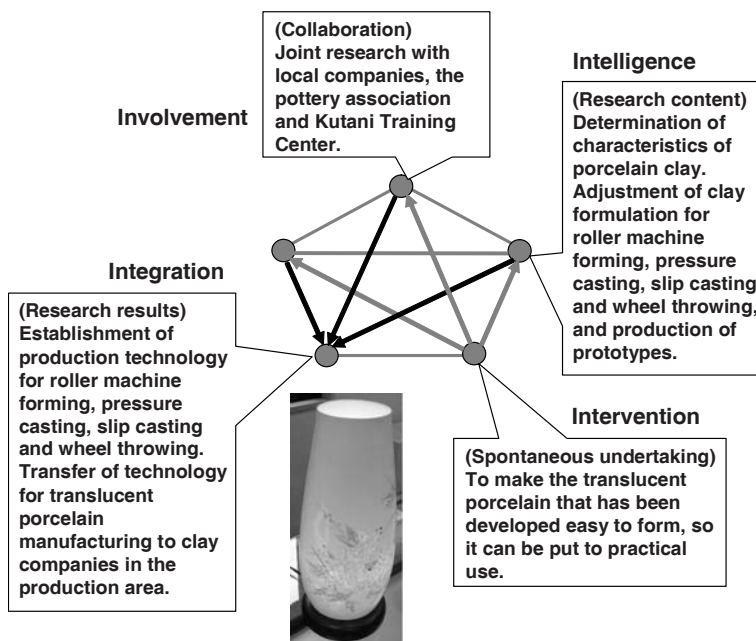 Involvement
(Collaboration)
Joint research with
local companies, the
pottery association
and Kutani Training
Center.
Intelligence
(Research content)
Determination of
characteristics of
porcelain clay.
Adjustment of clay
formulation for
roller machine
forming, pressure
casting, slip casting
and wheel throwing,
and production of
prototypes.
Integration
(Research results)
Establishment of
production technology
for roller machine
forming, pressure
casting, slip casting
and wheel throwing.
Transfer of technology
for translucent
porcelain
manufacturing to clay
companies in the
production area.
Intervention
(Spontaneous undertaking)
To make the translucent
porcelain that has been
developed easy to form, so
it can be put to practical
use.